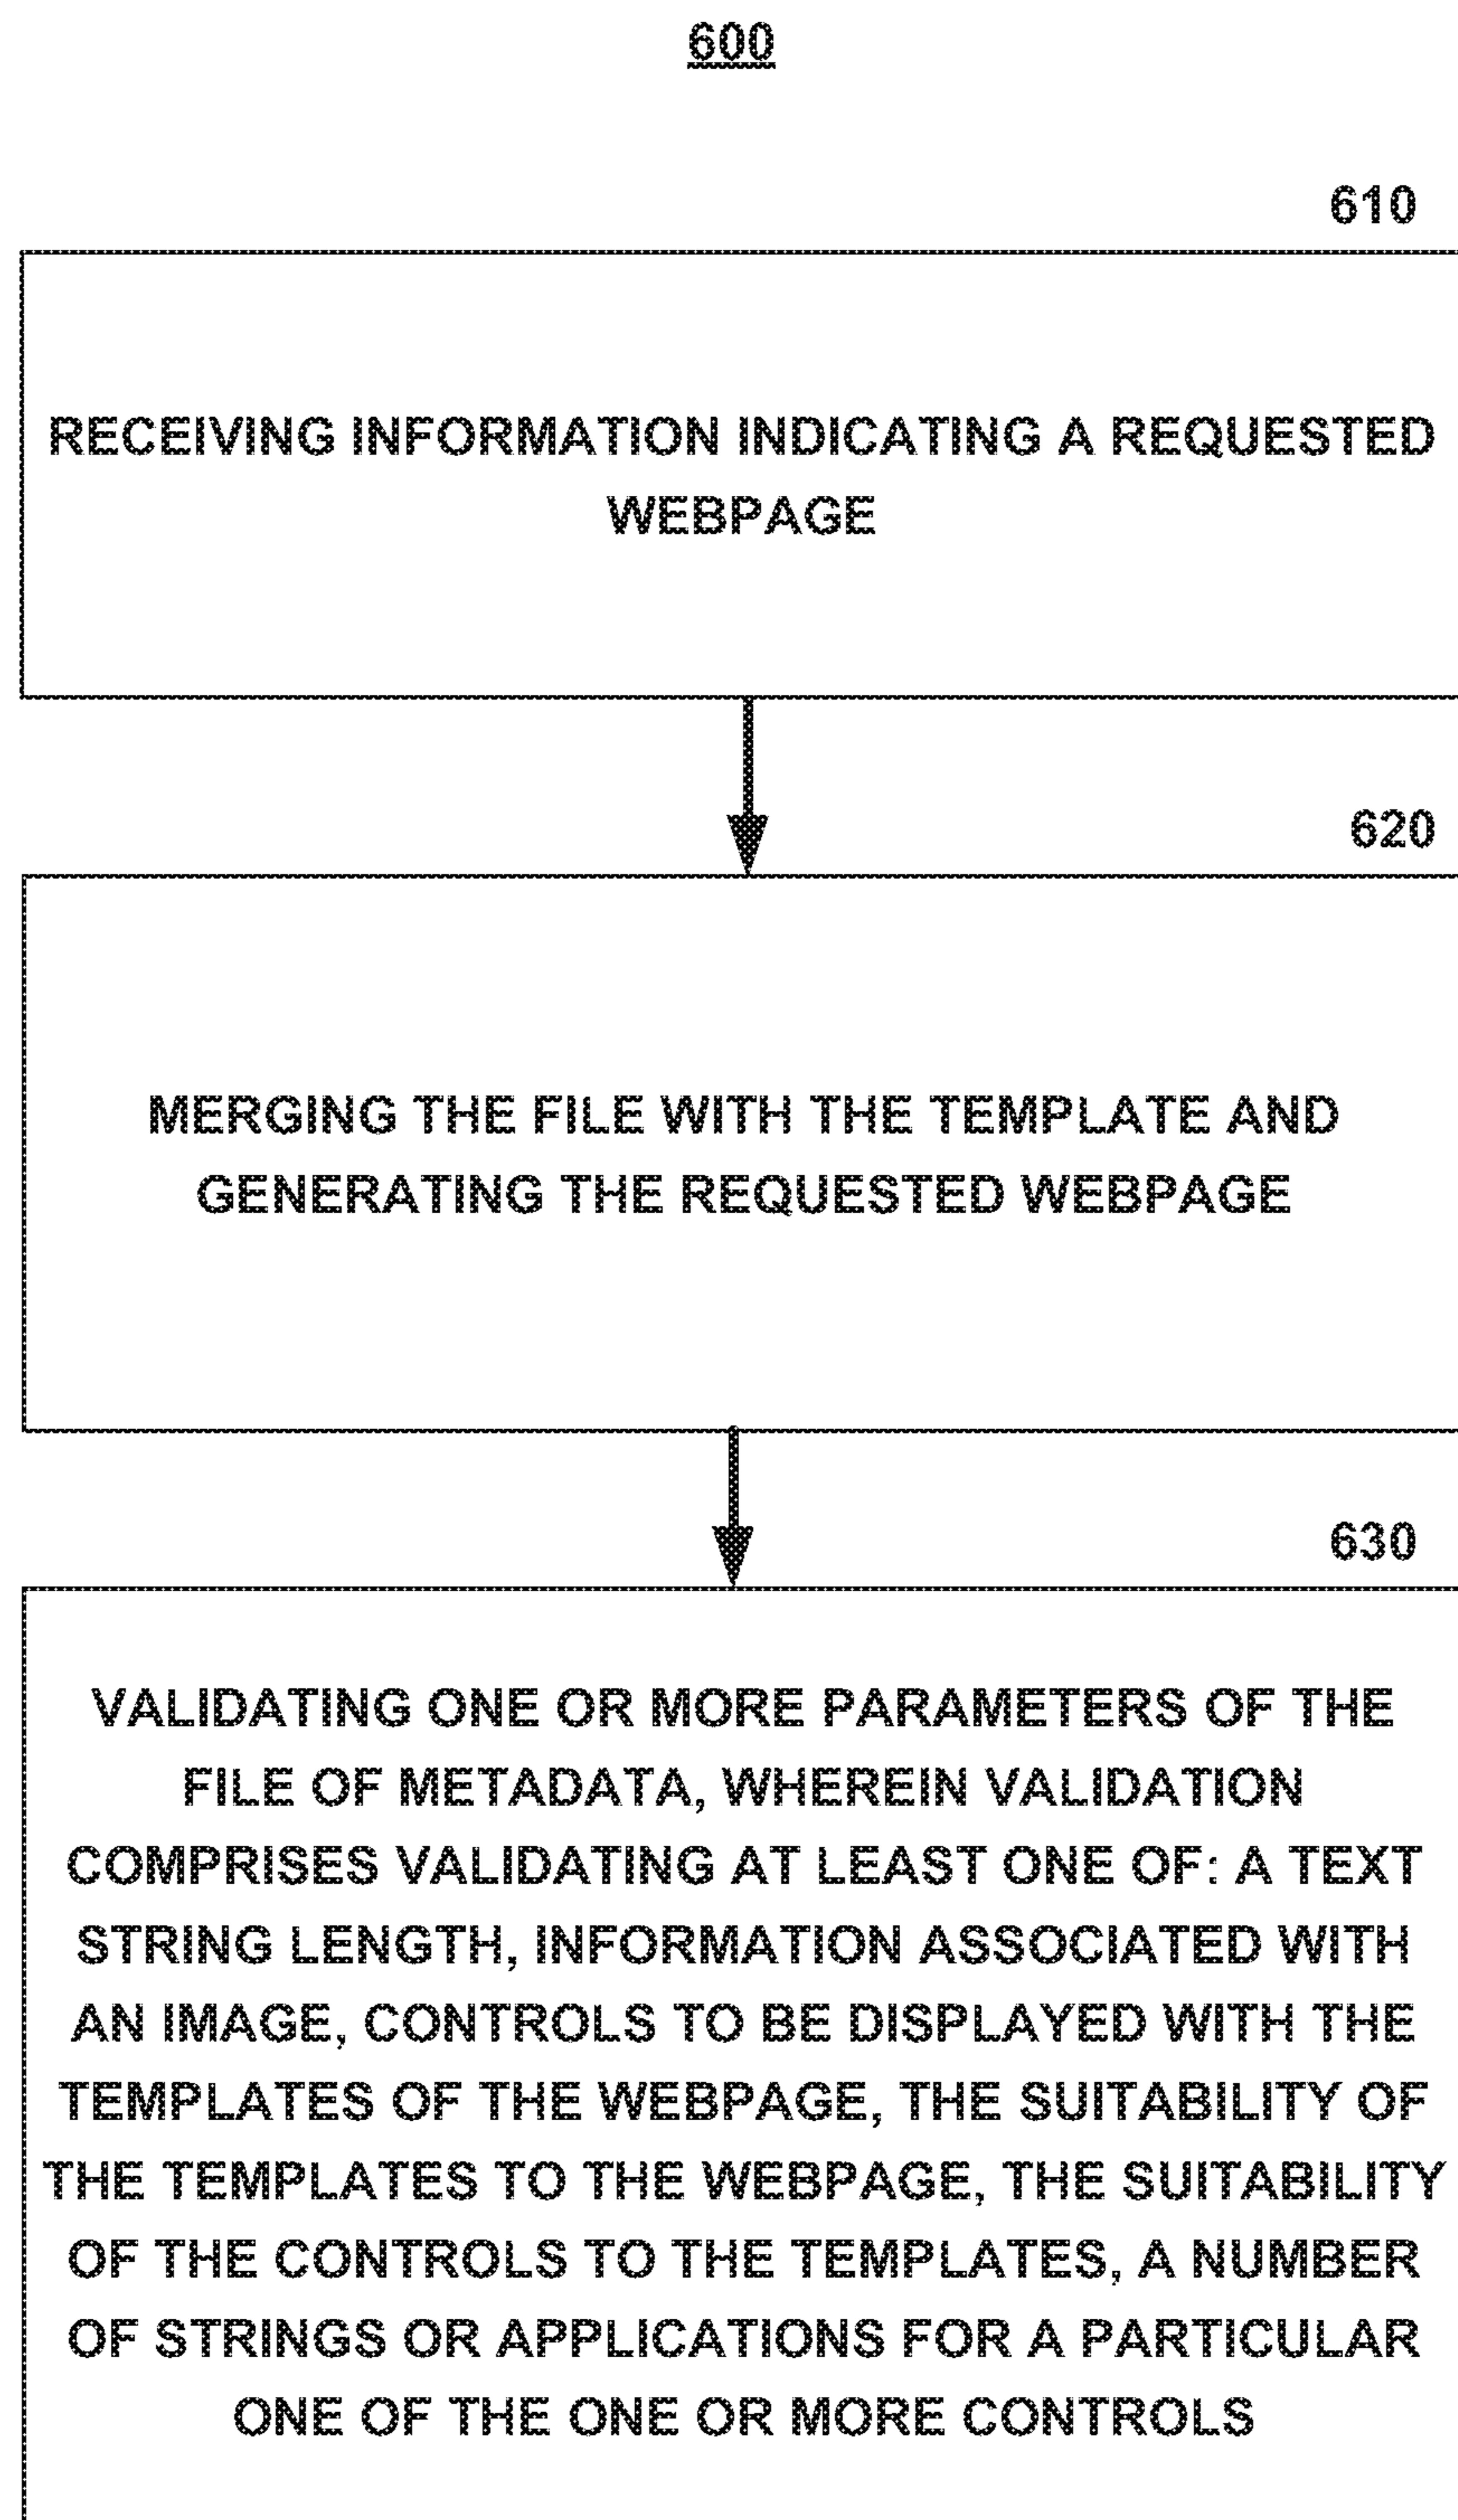 600
610
RECEIVING INFORMATION INDICATING A REQUESTED
WEBPAGE
620
MERGING THE FILE WITH THE TEMPLATE AND
GENERATING THE REQUESTED WEBPAGE
630
VALIDATING ONE OR MORE PARAMETERS OF THE
FILE OF METADATA, WHEREIN VALIDATION
COMPRISES VALIDATING AT LEAST ONE OF: A TEXT
STRING LENGTH, INFORMATION ASSOCIATED WITH
AN IMAGE, CONTROLS TO BE DISPLAYED WITH THE
TEMPLATES OF THE WEBPAGE, THE SUITABILITY OF
THE TEMPLATES TO THE WEBPAGE, THE SUITABILITY
OF THE CONTROLS TO THE TEMPLATES, A NUMBER
OF STRINGS OR APPLICATIONS FOR A PARTICULAR
ONE OF THE ONE OR MORE CONTROLS